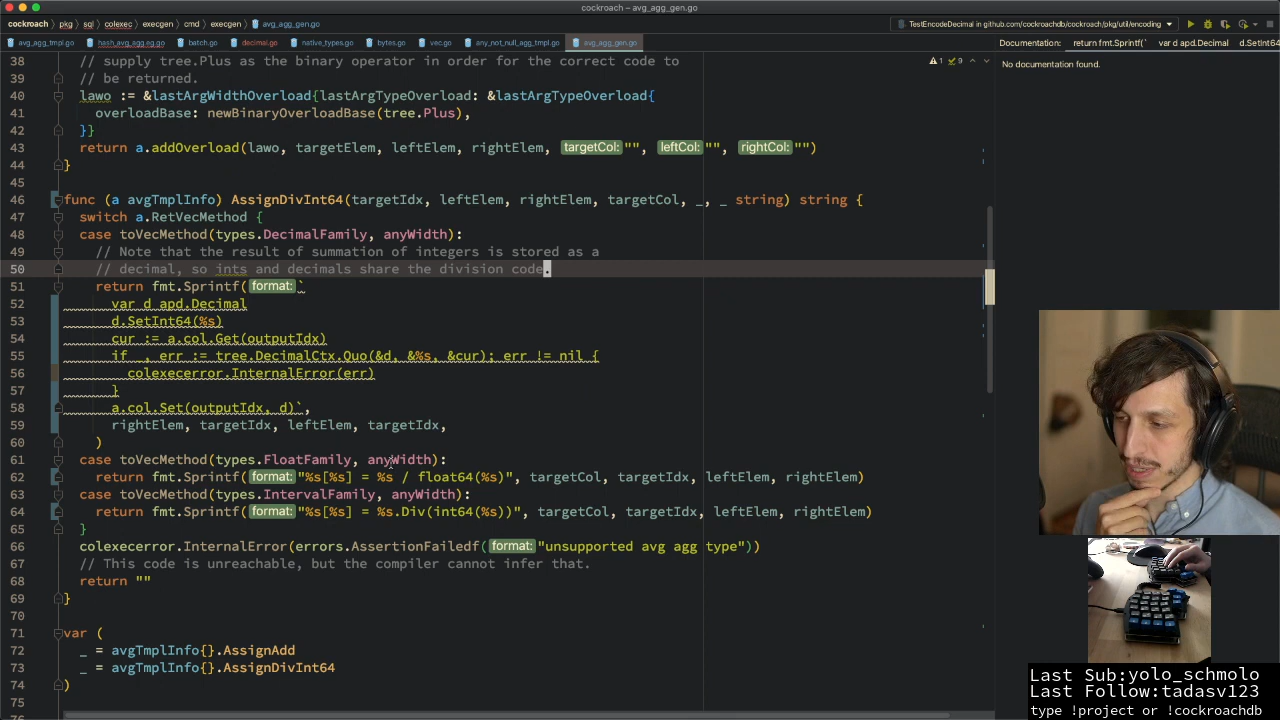 cockroach – avg_agg_gen.go
cockroach › pkg › sql › colexec › execgen › cmd › execgen › avg_agg_gen.go
TestEncodeDecimal in github.com/cockroachdb/cockroach/pkg/util/encoding
avg_agg_tmpl.go hash_avg_agg.eg.go batch.go decimal.go native_types.go bytes.go vec.go any_not_null_agg_tmpl.go avg_agg_gen.go
Documentation: return fmt.Sprintf(` var d apd.Decimal d.SetInt64
No documentation found.
1 9
38 // supply tree.Plus as the binary operator in order for the correct code to
39 // be returned.
40 lawo := &lastArgWidthOverload{lastArgTypeOverload: &lastArgTypeOverload{
41 overloadBase: newBinaryOverloadBase(tree.Plus),
42 }}
43 return a.addOverload(lawo, targetElem, leftElem, rightElem, targetCol: "", leftCol: "", rightCol: "")
44 }
45
46 func (a avgTmplInfo) AssignDivInt64(targetIdx, leftElem, rightElem, targetCol, _, _ string) string {
47 switch a.RetVecMethod {
48 case toVecMethod(types.DecimalFamily, anyWidth):
49 // Note that the result of summation of integers is stored as a
50 // decimal, so ints and decimals share the division code.
51 return fmt.Sprintf( format: `
52 var d apd.Decimal
53 d.SetInt64(%s)
54 cur := a.col.Get(outputIdx)
55 if _, err := tree.DecimalCtx.Quo(&d, &%s, &cur); err != nil {
56 colexecerror.InternalError(err)
57 }
58 a.col.Set(outputIdx, d)`,
59 rightElem, targetIdx, leftElem, targetIdx,
60 )
61 case toVecMethod(types.FloatFamily, anyWidth):
62 return fmt.Sprintf( format: "%s[%s] = %s / float64(%s)", targetCol, targetIdx, leftElem, rightElem)
63 case toVecMethod(types.IntervalFamily, anyWidth):
64 return fmt.Sprintf( format: "%s[%s] = %s.Div(int64(%s))", targetCol, targetIdx, leftElem, rightElem)
65 }
66 colexecerror.InternalError(errors.AssertionFailedf( format: "unsupported avg agg type"))
67 // This code is unreachable, but the compiler cannot infer that.
68 return ""
69 }
70
71 var (
72 _ = avgTmplInfo{}.AssignAdd
73 _ = avgTmplInfo{}.AssignDivInt64
74 )
75
Last Sub:yolo_schmolo
Last Follow:tadasv123
type !project or !cockroachdb